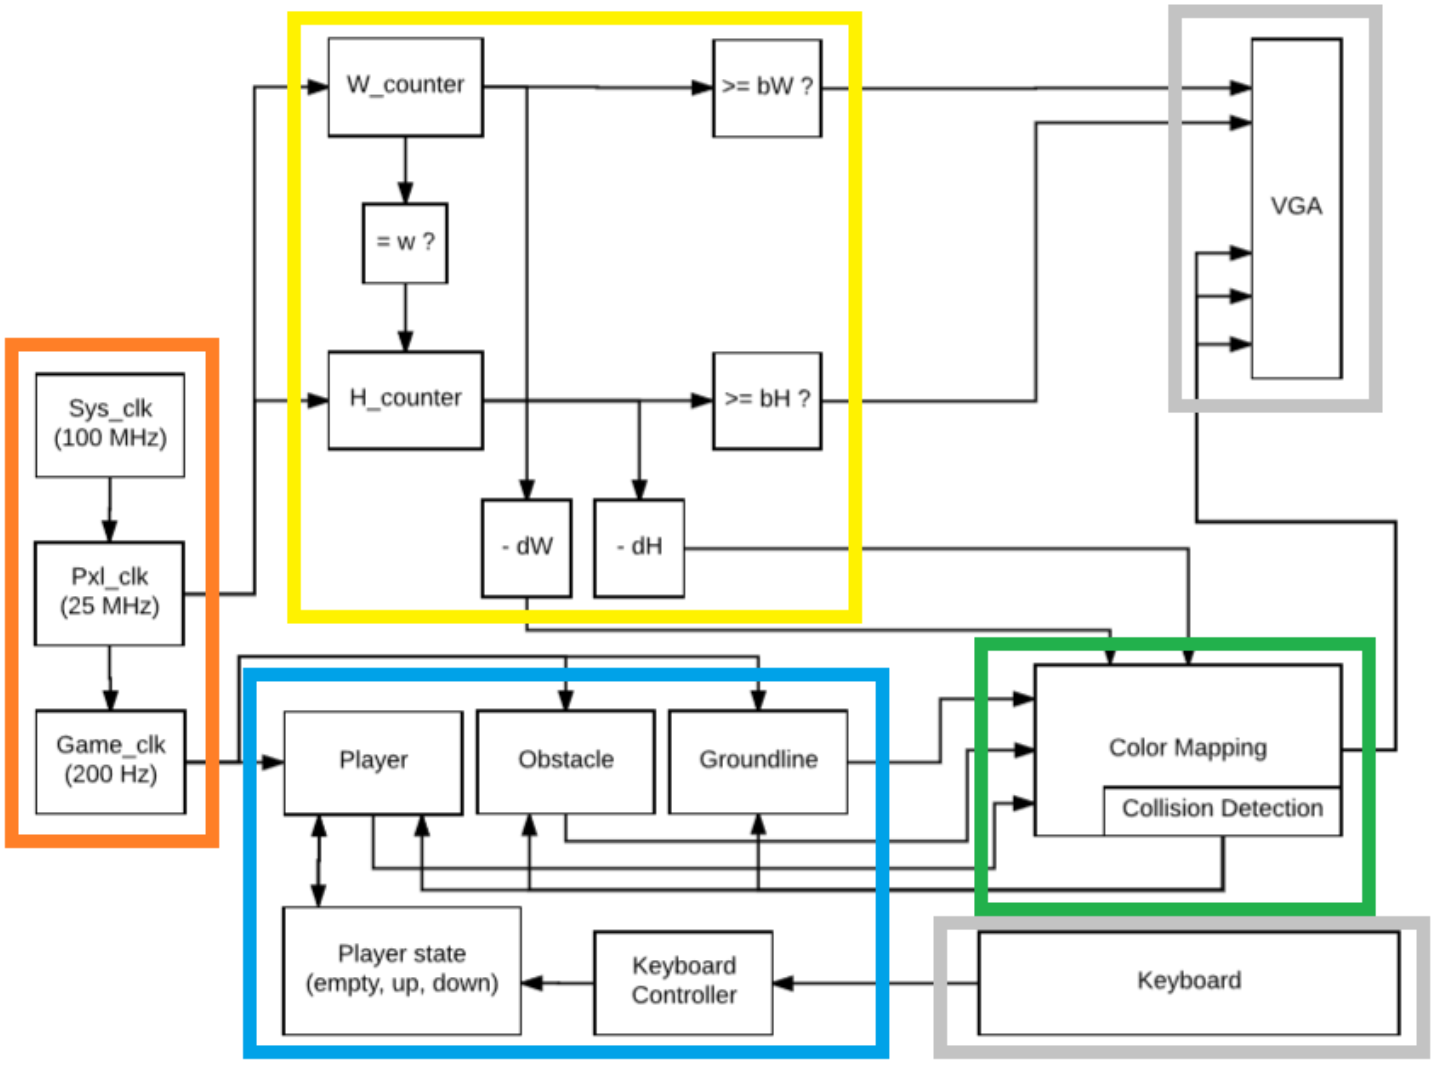 W_counter
>= bW ?
VGA
= w ?
H_counter
>= bH ?
Sys_clk
(100 MHz)
- dW
- dH
Pxl_clk
(25 MHz)
Game_clk
(200 Hz)
Player
Obstacle
Groundline
Color Mapping
Collision Detection
Player state
(empty, up, down)
Keyboard
Controller
Keyboard